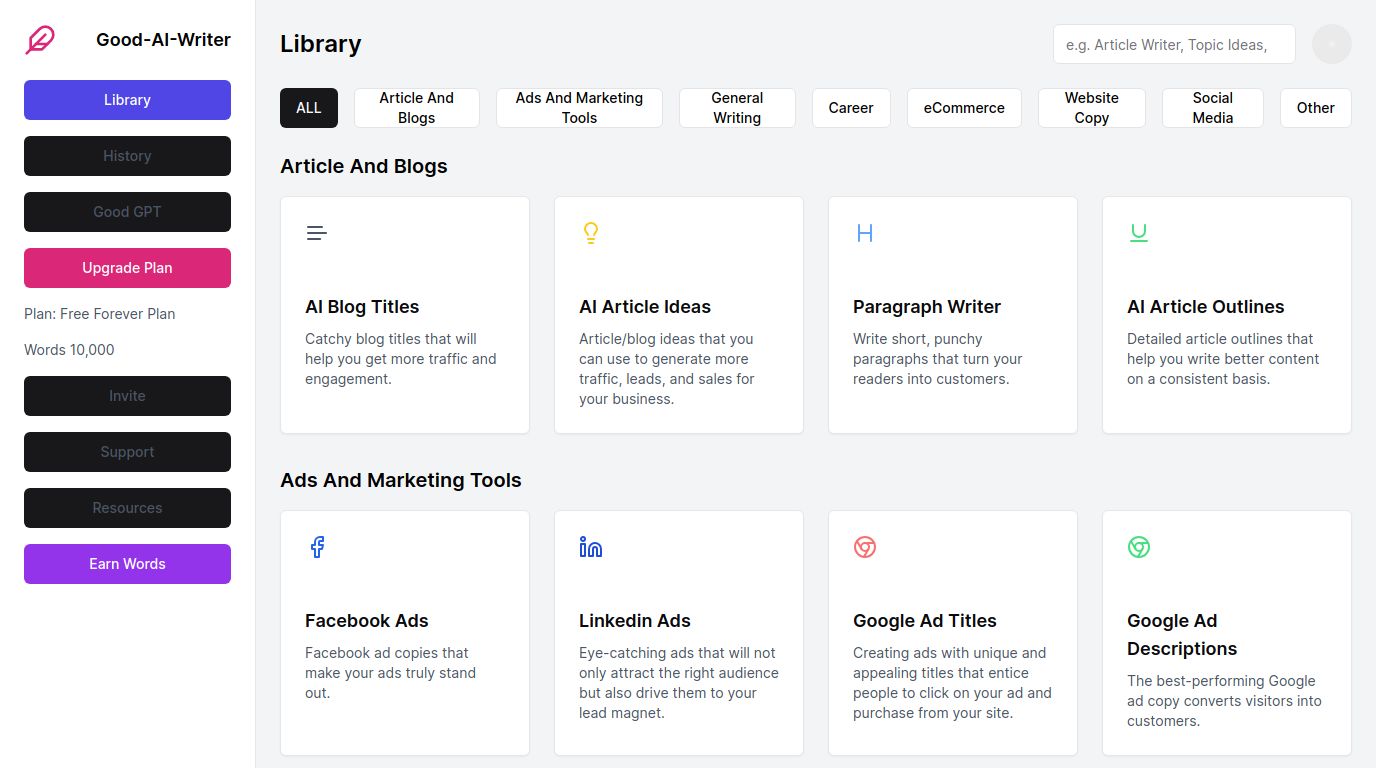 Good-AI-Writer
Library
History
Good GPT
Upgrade Plan
Plan: Free Forever Plan
Words 10,000
Invite
Support
Resources
Earn Words
Library
e.g. Article Writer, Topic Ideas,
ALL
Article And
Blogs
Ads And Marketing
Tools
General
Writing
Career
eCommerce
Website
Copy
Social
Media
Other
Article And Blogs
AI Blog Titles
Catchy blog titles that will
help you get more traffic and
engagement.
AI Article Ideas
Article/blog ideas that you
can use to generate more
traffic, leads, and sales for
your business.
Paragraph Writer
Write short, punchy
paragraphs that turn your
readers into customers.
AI Article Outlines
Detailed article outlines that
help you write better content
on a consistent basis.
Ads And Marketing Tools
Facebook Ads
Facebook ad copies that
make your ads truly stand
out.
Linkedin Ads
Eye-catching ads that will not
only attract the right audience
but also drive them to your
lead magnet.
Google Ad Titles
Creating ads with unique and
appealing titles that entice
people to click on your ad and
purchase from your site.
Google Ad
Descriptions
The best-performing Google
ad copy converts visitors into
customers.